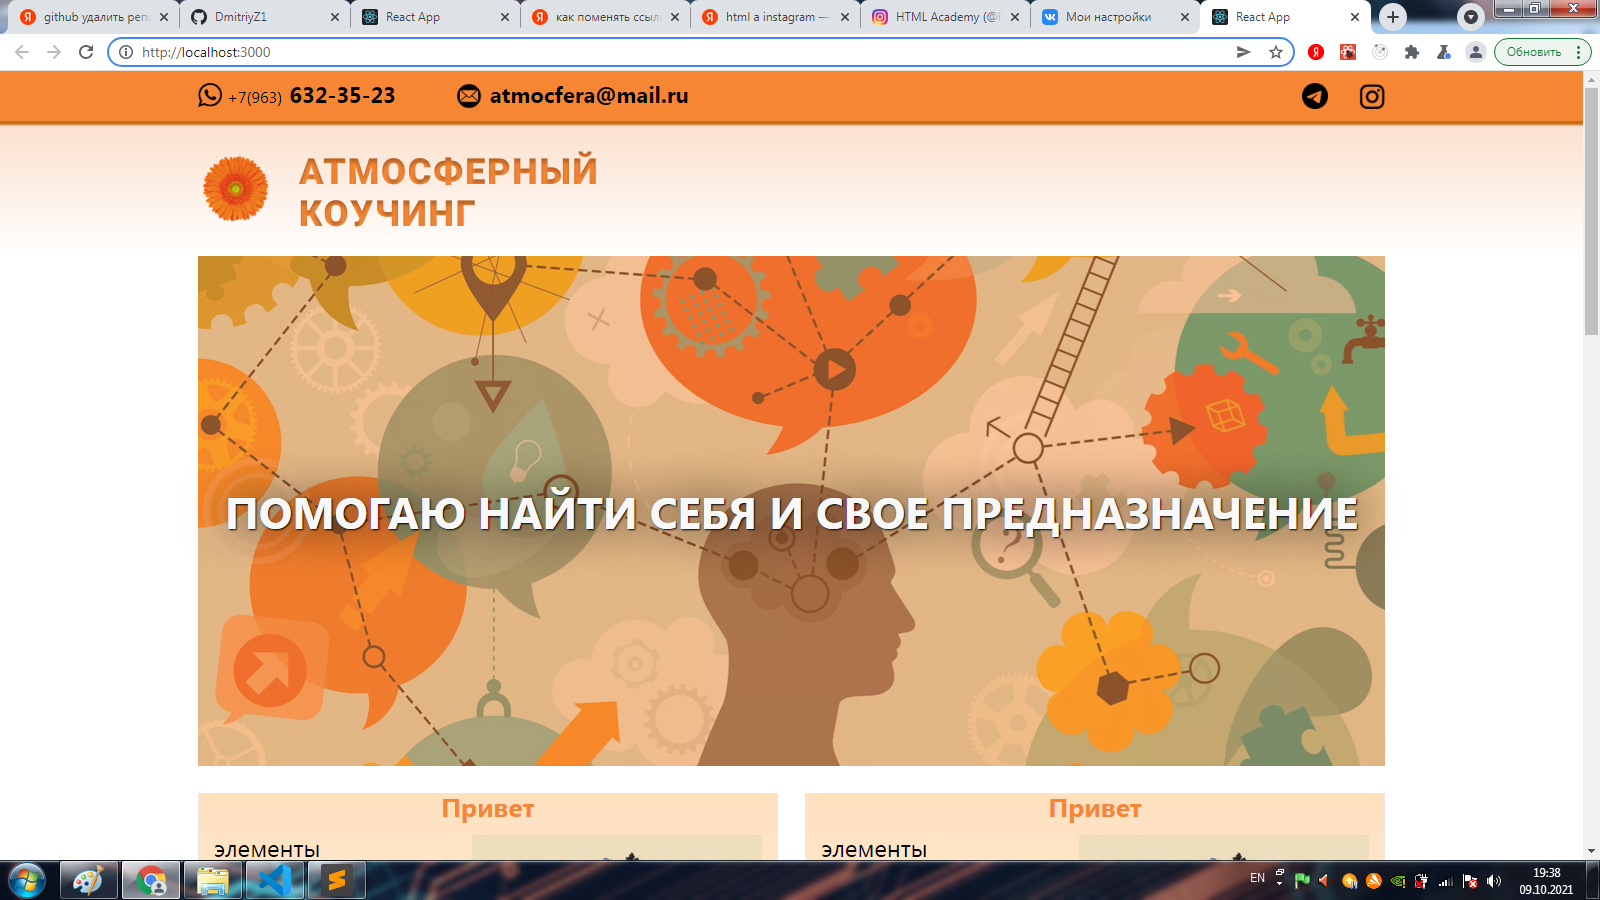 github удалить репо
DmitriyZ1
React App
как поменять ссыл
html a instagram —
HTML Academy (@h
Мои настройки
React App
http://localhost:3000
Обновить
+7(963) 632-35-23
atmocfera@mail.ru
АТМОСФЕРНЫЙ
КОУЧИНГ
ПОМОГАЮ НАЙТИ СЕБЯ И СВОЕ ПРЕДНАЗНАЧЕНИЕ
Привет
Привет
элементы
элементы
EN
19:38
09.10.2021